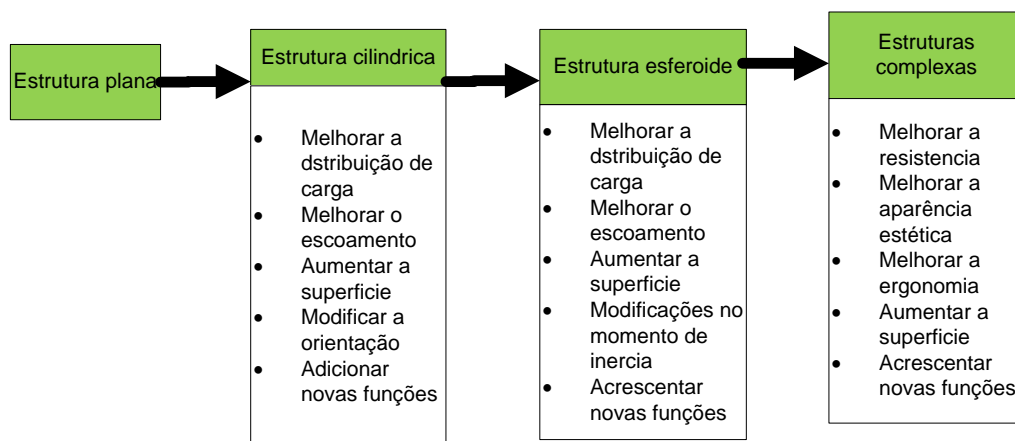 Estrutura plana
Estrutura cilindrica
• Melhorar a
dstribuição de
carga
• Melhorar o
escoamento
• Aumentar a
superficie
• Modificar a
orientação
• Adicionar
novas funções
Estrutura esferoide
• Melhorar a
dstribuição de
carga
• Melhorar o
escoamento
• Aumentar a
superficie
• Modificações no
momento de
inercia
• Acrescentar
novas funções
Estruturas
complexas
• Melhorar a
resistencia
• Melhorar a
aparência
estética
• Melhorar a
ergonomia
• Aumentar a
superficie
• Acrescentar
novas funções